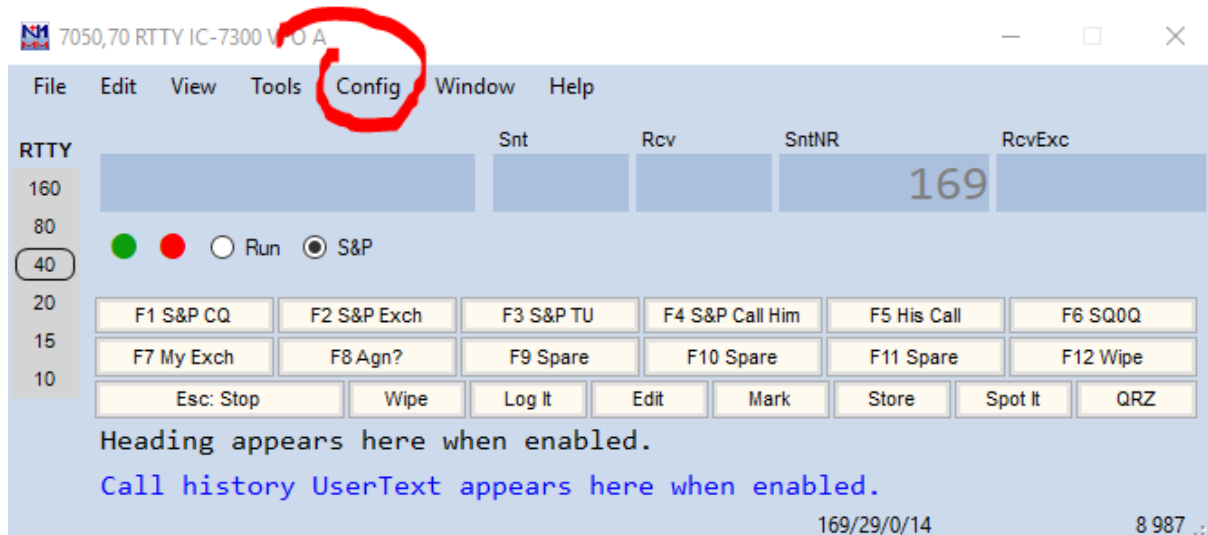 7050,70 RTTY IC-7300 V O A
File Edit View Tools Config Window Help
RTTY
Snt Rcv SntNR RcvExc
160
169
80
Run S&P
40
20
F1 S&P CQ F2 S&P Exch F3 S&P TU F4 S&P Call Him F5 His Call F6 SQ0Q
15
F7 My Exch F8 Agn? F9 Spare F10 Spare F11 Spare F12 Wipe
10
Esc: Stop Wipe Log It Edit Mark Store Spot It QRZ
Heading appears here when enabled.
Call history UserText appears here when enabled.
169/29/0/14 8 987